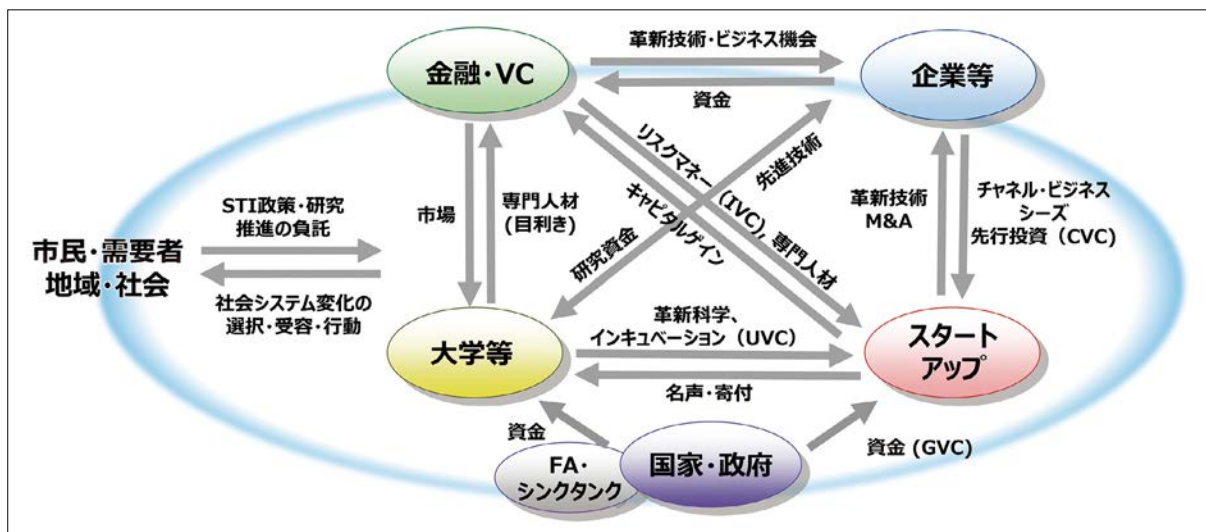 革新技術・ビジネス機会
金融・VC
企業等
資金
リスクマネー（IVC），専門人材
キャピタルゲイン
先進技術
研究資金
STI政策・研究
推進の負託
市場
専門人材
(目利き)
革新技術
M&A
チャネル・ビジネス
シーズ
先行投資（CVC）
市民・需要者
地域・社会
社会システム変化の
選択・受容・行動
大学等
革新科学、
インキュベーション（UVC）
スタート
アップ
名声・寄付
資金
FA・
シンクタンク
国家・政府
資金 (GVC)